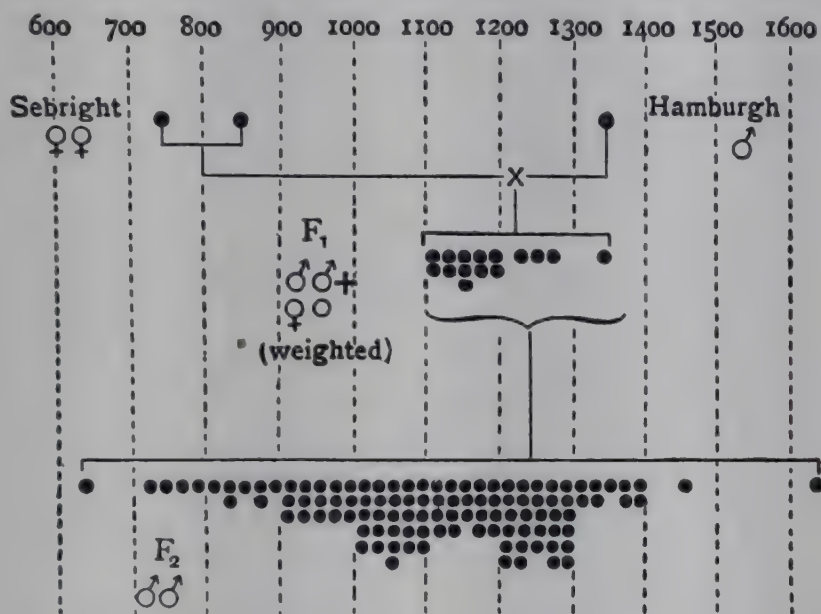 600 700 800 900 1000 1100 1200 1300 1400 1500 1600
Sebright Hamburgh
♀♀ ♂
X
F₁
♂♂+
♀♀
(weighted)
F₂
♂♂